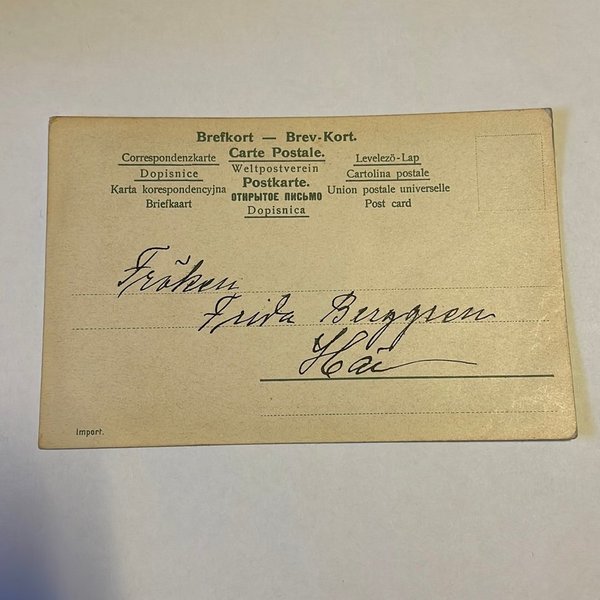 Brefkort — Brev-Kort.
Correspondenzkarte Carte Postale. Levelező-Lap
Dopisnice Weltpostverein Cartolina postale
Karta korespondencyjna Postkarte. Union postale universelle
Briefkaart ОТКРЫТОЕ ПИСЬМО Post card
Dopisnica
Fröken
Frida Berggren
Här
Import.